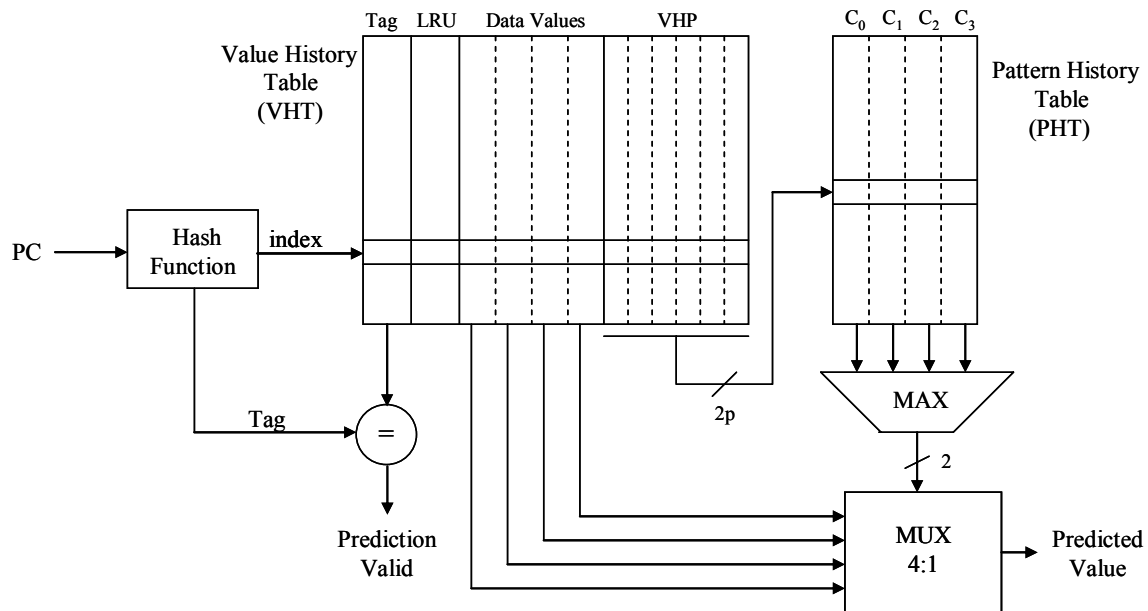 Tag LRU Data Values VHP
C0 C1 C2 C3
Value History
Table
(VHT)
Pattern History
Table
(PHT)
PC
Hash
Function
index
2p
MAX
Tag
=
2
Prediction
Valid
MUX
4:1
Predicted
Value